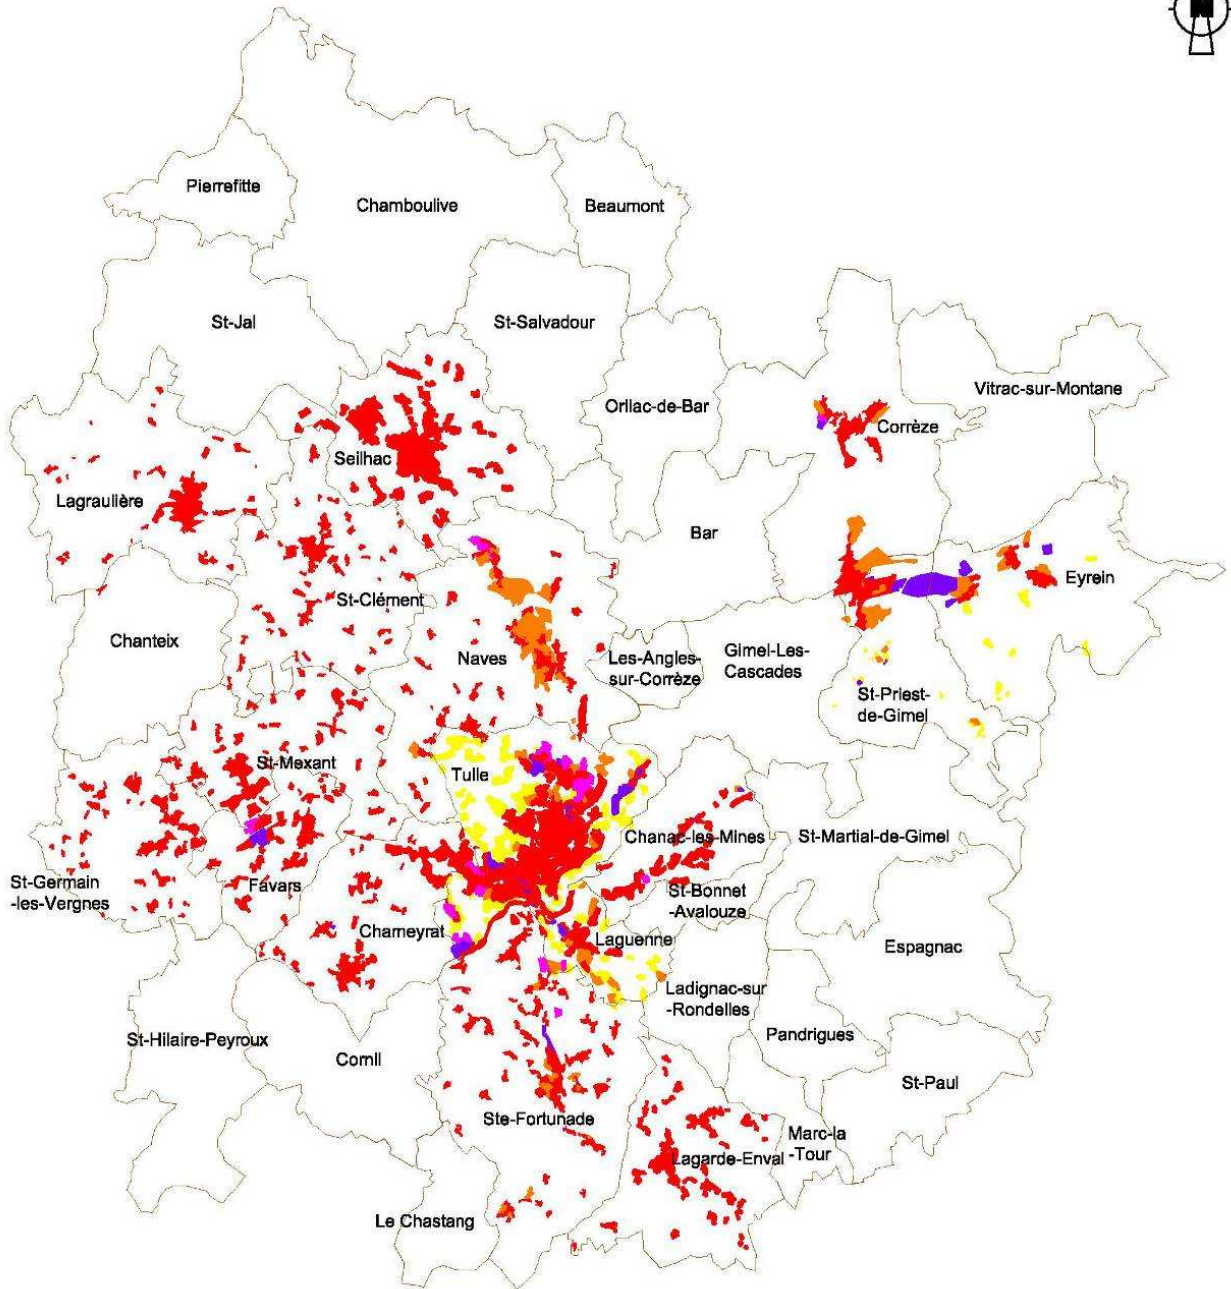 N
Pierrefitte
Chamboulive
Beaumont
St-Jal
St-Salvadour
Vitrac-sur-Montane
Orliac-de-Bar
Corrèze
Seilhac
Lagraulière
Bar
Eyrein
St-Clément
Chanteix
Naves
Les-Angles-
sur-Corrèze
Gimel-Les-
Cascades
St-Priest-
de-Gimel
St-Mexant
Tulle
Chanac-les-Mines
St-Martial-de-Gimel
St-Germain
-les-Vergnes
Favars
St-Bonnet
-Avalouze
Chameyrat
Laguenne
Espagnac
Ladignac-sur
-Rondelles
Pandrigues
St-Hilaire-Peyroux
Cornil
St-Paul
Ste-Fortunade
Marc-la
-Tour
Lagarde-Enval
Le Chastang